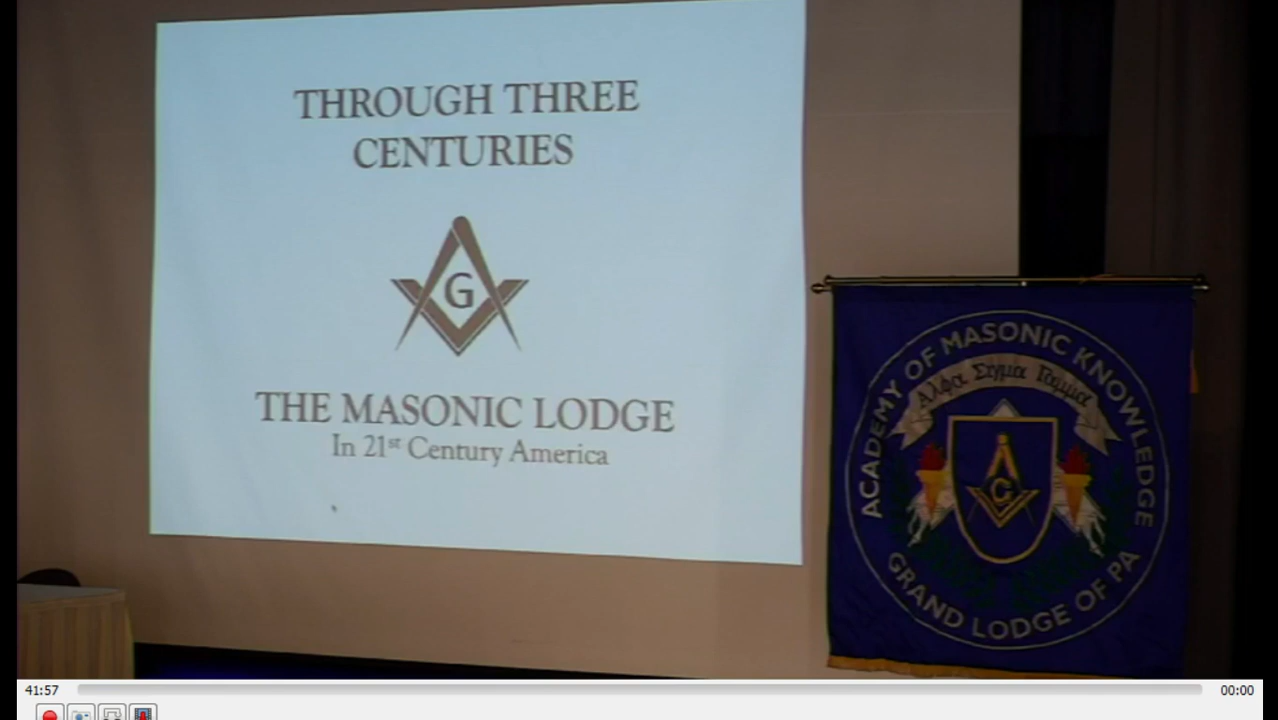 THROUGH THREE
CENTURIES
G
THE MASONIC LODGE
In 21st Century America
ACADEMY OF MASONIC KNOWLEDGE
Αλφα Σιγμα Γαμμα
G
GRAND LODGE OF PA
41:57
00:00